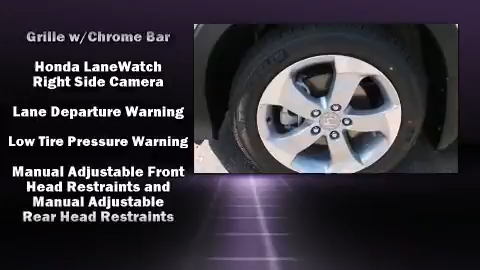 Grille w/Chrome Bar
Honda LaneWatch
Right Side Camera
Lane Departure Warning
Low Tire Pressure Warning
Manual Adjustable Front
Head Restraints and
Manual Adjustable
Rear Head Restraints